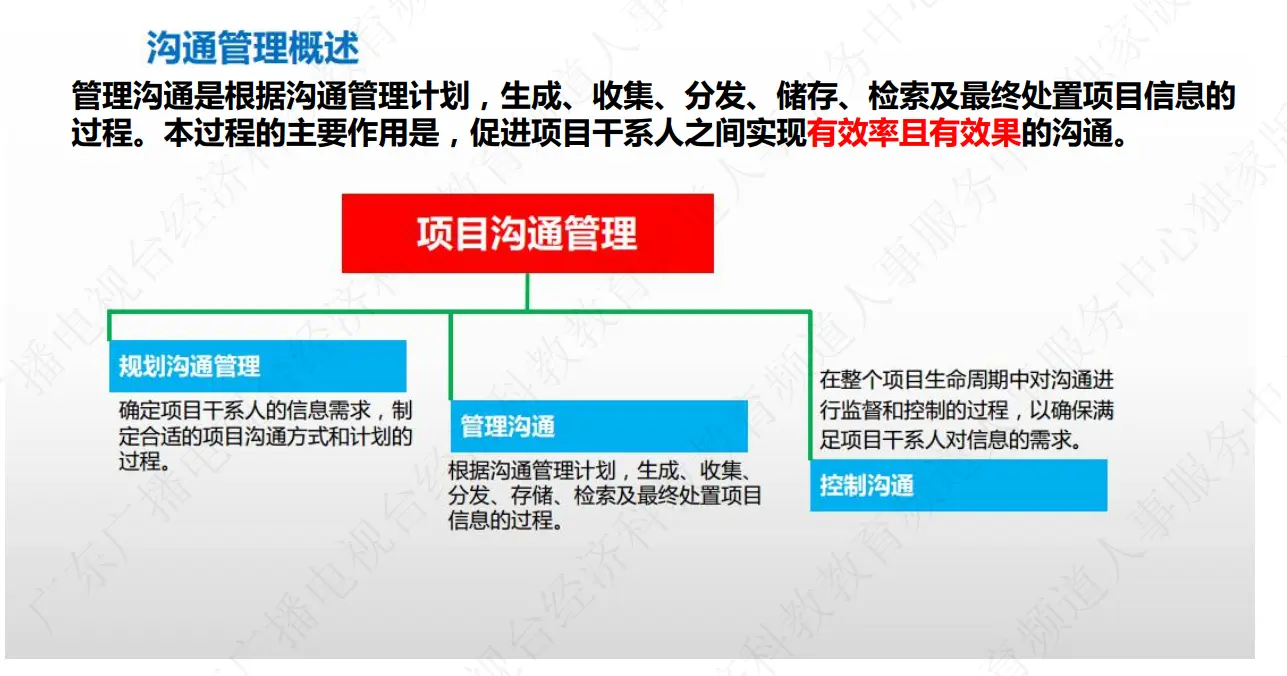 沟通管理概述
管理沟通是根据沟通管理计划，生成、收集、分发、储存、检索及最终处置项目信息的
过程。本过程的主要作用是，促进项目干系人之间实现有效率且有效果的沟通。
项目沟通管理
规划沟通管理
确定项目干系人的信息需求，制
定合适的项目沟通方式和计划的
过程。
管理沟通
根据沟通管理计划，生成、收集、
分发、存储、检索及最终处置项目
信息的过程。
在整个项目生命周期中对沟通进
行监督和控制的过程，以确保满
足项目干系人对信息的需求。
控制沟通
广东广播电视台经济科教教育频道人事服务中心独家版